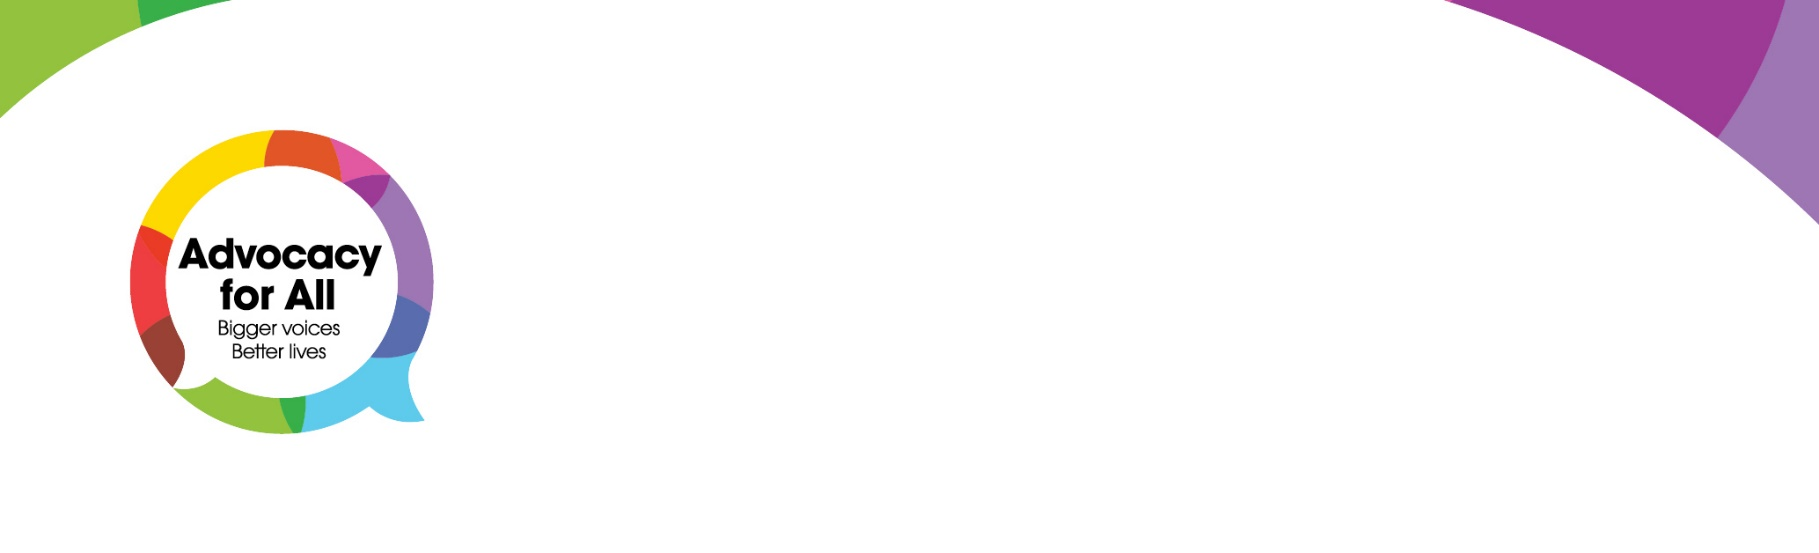 Advocacy
for All
Bigger voices
Better lives